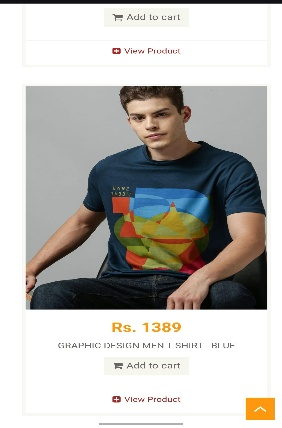 Add to cart
View Product
Rs. 1389
GRAPHIC DESIGN MEN T SHIRT - BLUE
Add to cart
View Product